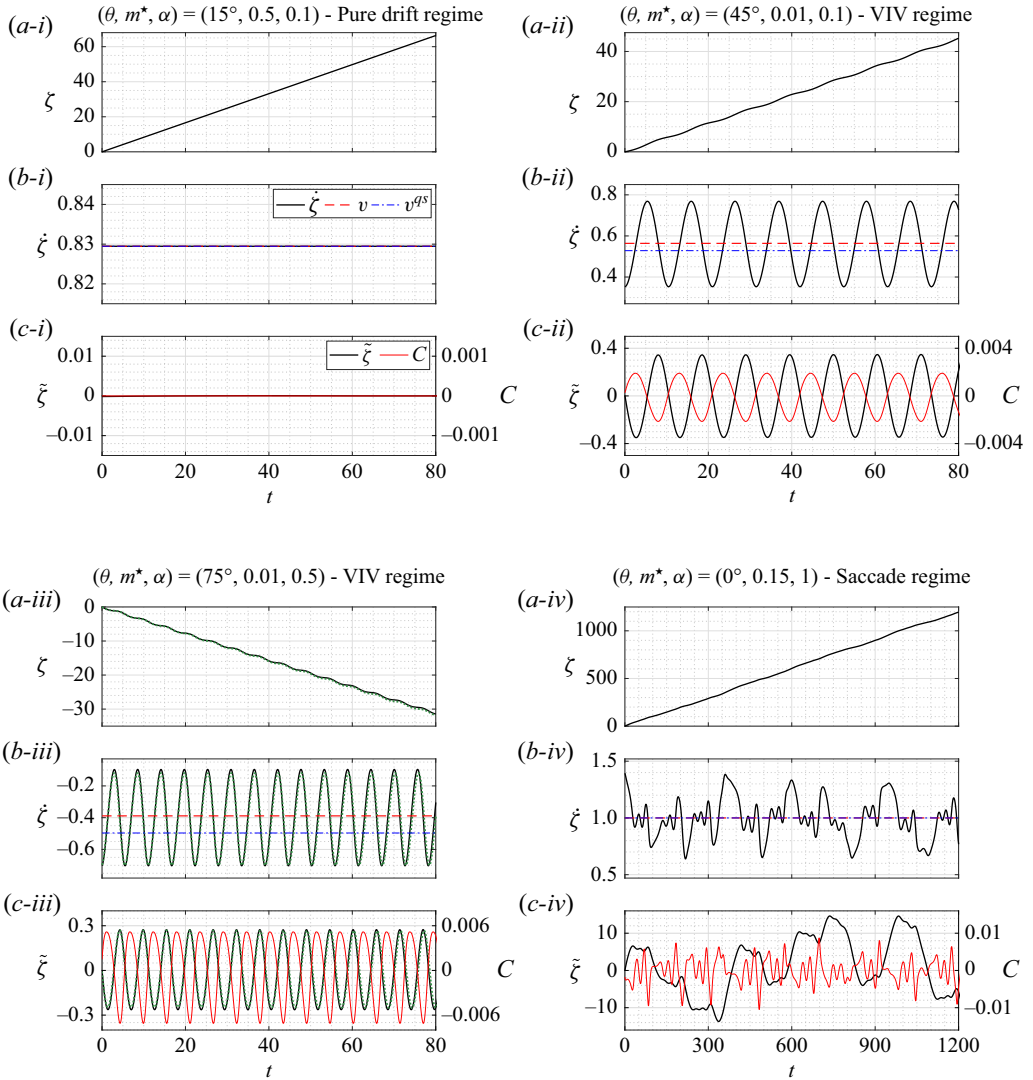 (θ, m⋆, α) = (15°, 0.5, 0.1) - Pure drift regime
(a-i)
60
40
20
0
ζ
(b-i)
0.84
0.83
0.82
ζ̇
ζ̇ v v^qs
(c-i)
0.01
0
–0.01
ζ̃
ζ̃ C
0.001
0
–0.001
C
0 20 40 60 80
t
(θ, m⋆, α) = (45°, 0.01, 0.1) - VIV regime
(a-ii)
40
20
0
ζ
(b-ii)
0.8
0.6
0.4
ζ̇
(c-ii)
0.4
0
–0.4
ζ̃
0.004
0
–0.004
C
0 20 40 60 80
t
(θ, m⋆, α) = (75°, 0.01, 0.5) - VIV regime
(a-iii)
0
–10
–20
–30
ζ
(b-iii)
–0.2
–0.4
–0.6
ζ̇
(c-iii)
0.3
0
–0.3
ζ̃
0.006
0
–0.006
C
0 20 40 60 80
t
(θ, m⋆, α) = (0°, 0.15, 1) - Saccade regime
(a-iv)
1000
500
0
ζ
(b-iv)
1.5
1.0
0.5
ζ̇
(c-iv)
10
0
–10
ζ̃
0.01
0
–0.01
C
0 300 600 900 1200
t